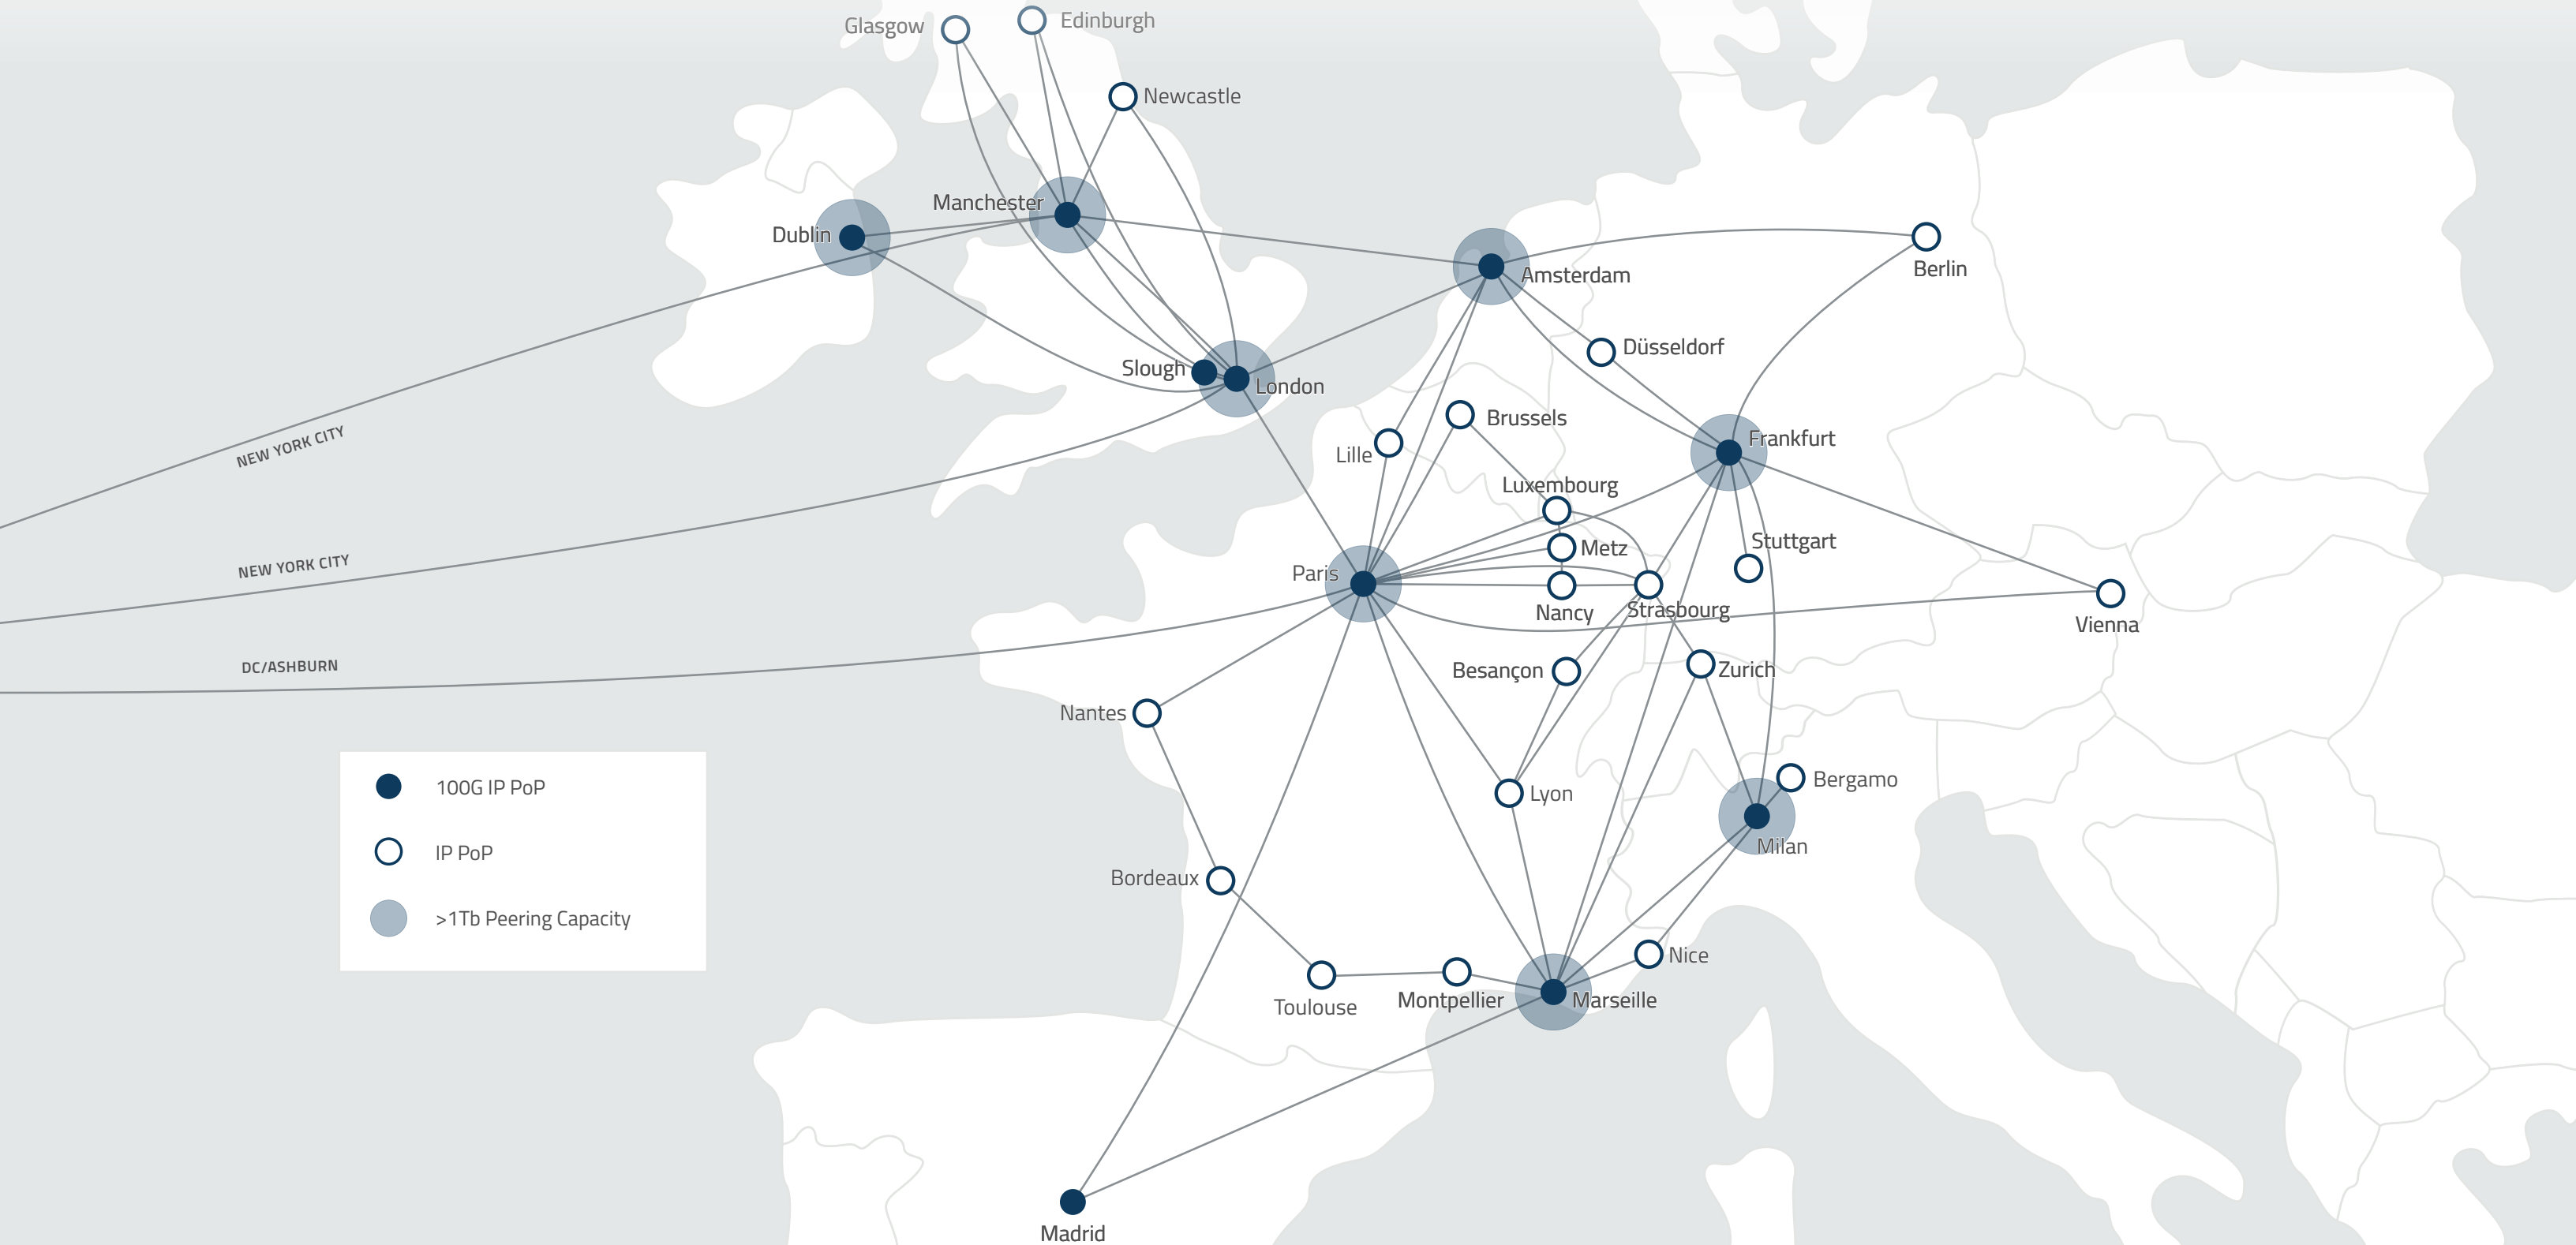 Glasgow
Edinburgh
Newcastle
Manchester
Dublin
Amsterdam
Berlin
Düsseldorf
Slough
London
Brussels
Lille
Frankfurt
NEW YORK CITY
Luxembourg
Metz
Stuttgart
NEW YORK CITY
Paris
Nancy
Strasbourg
Vienna
DC/ASHBURN
Besançon
Zurich
Nantes
Lyon
Bergamo
Milan
100G IP PoP
IP PoP
>1Tb Peering Capacity
Bordeaux
Nice
Toulouse
Montpellier
Marseille
Madrid